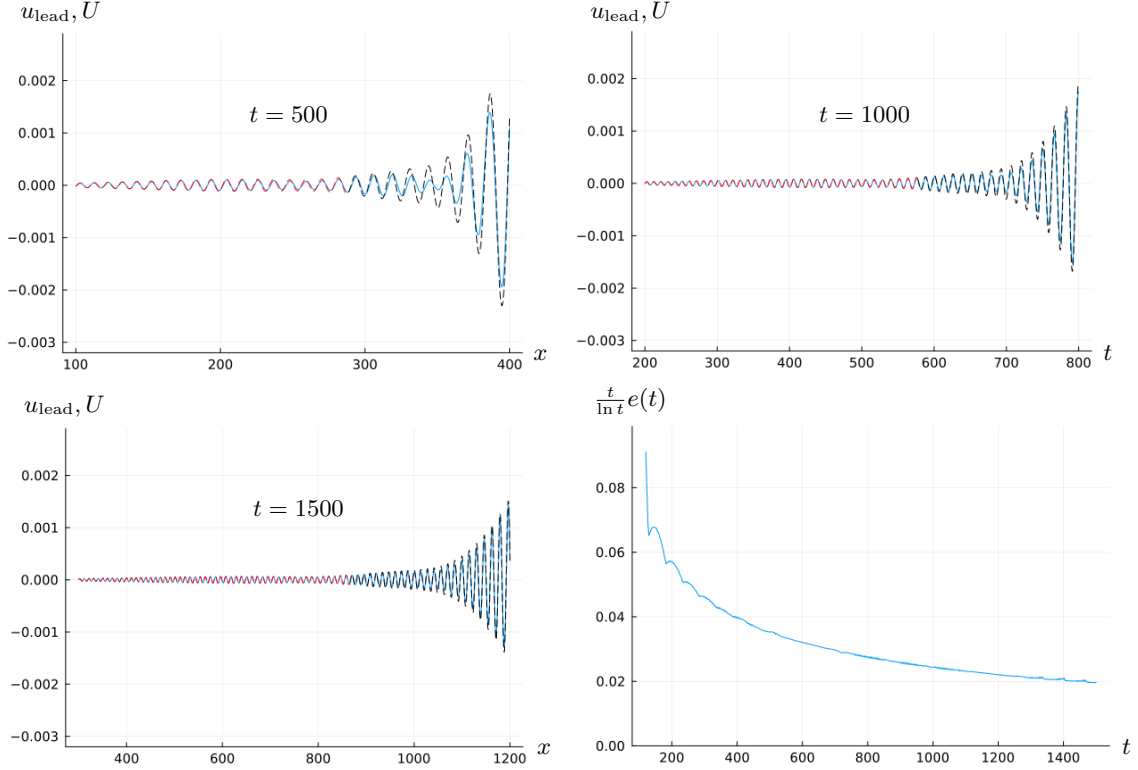 u_lead, U
0.002
0.001
0.000
−0.001
−0.002
−0.003
t = 500
100 200 300 400 x
u_lead, U
0.002
0.001
0.000
−0.001
−0.002
−0.003
t = 1000
200 300 400 500 600 700 800 t
u_lead, U
0.002
0.001
0.000
−0.001
−0.002
−0.003
t = 1500
400 600 800 1000 1200 x
t/ln t e(t)
0.08
0.06
0.04
0.02
0.00
200 400 600 800 1000 1200 1400 t